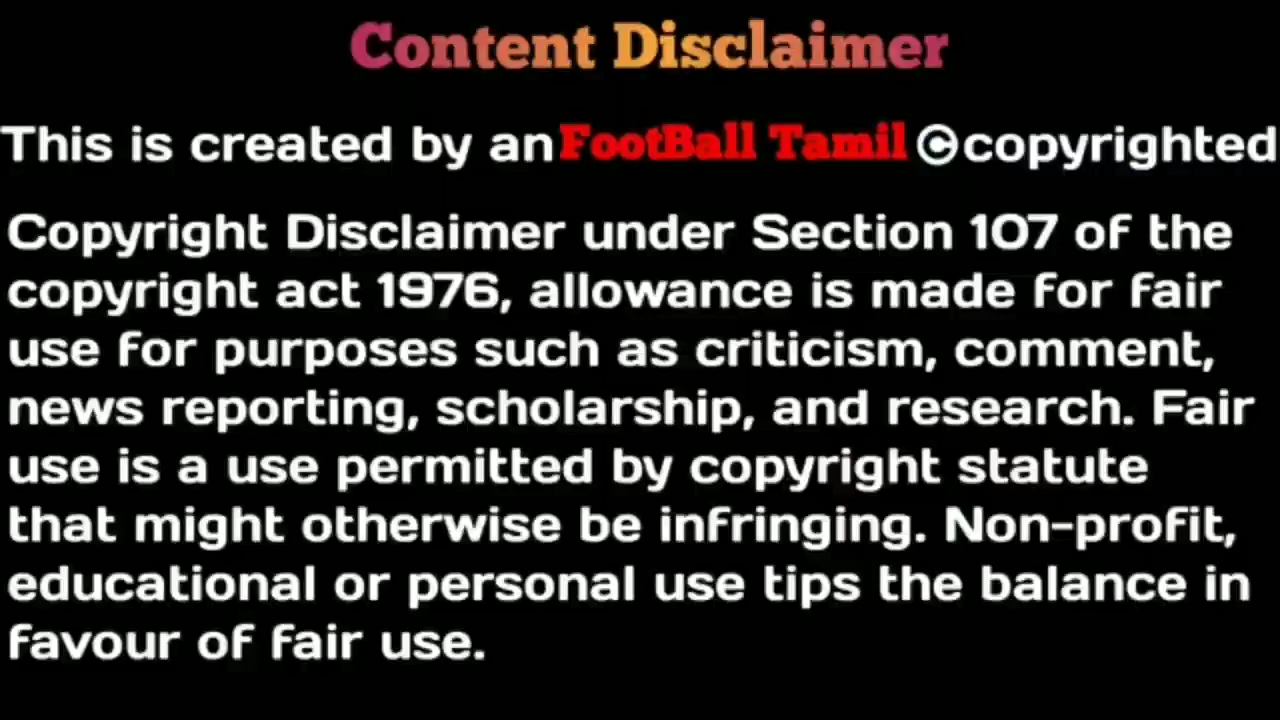 Content Disclaimer
This is created by an FootBall Tamil ©copyrighted
Copyright Disclaimer under Section 107 of the
copyright act 1976, allowance is made for fair
use for purposes such as criticism, comment,
news reporting, scholarship, and research. Fair
use is a use permitted by copyright statute
that might otherwise be infringing. Non-profit,
educational or personal use tips the balance in
favour of fair use.